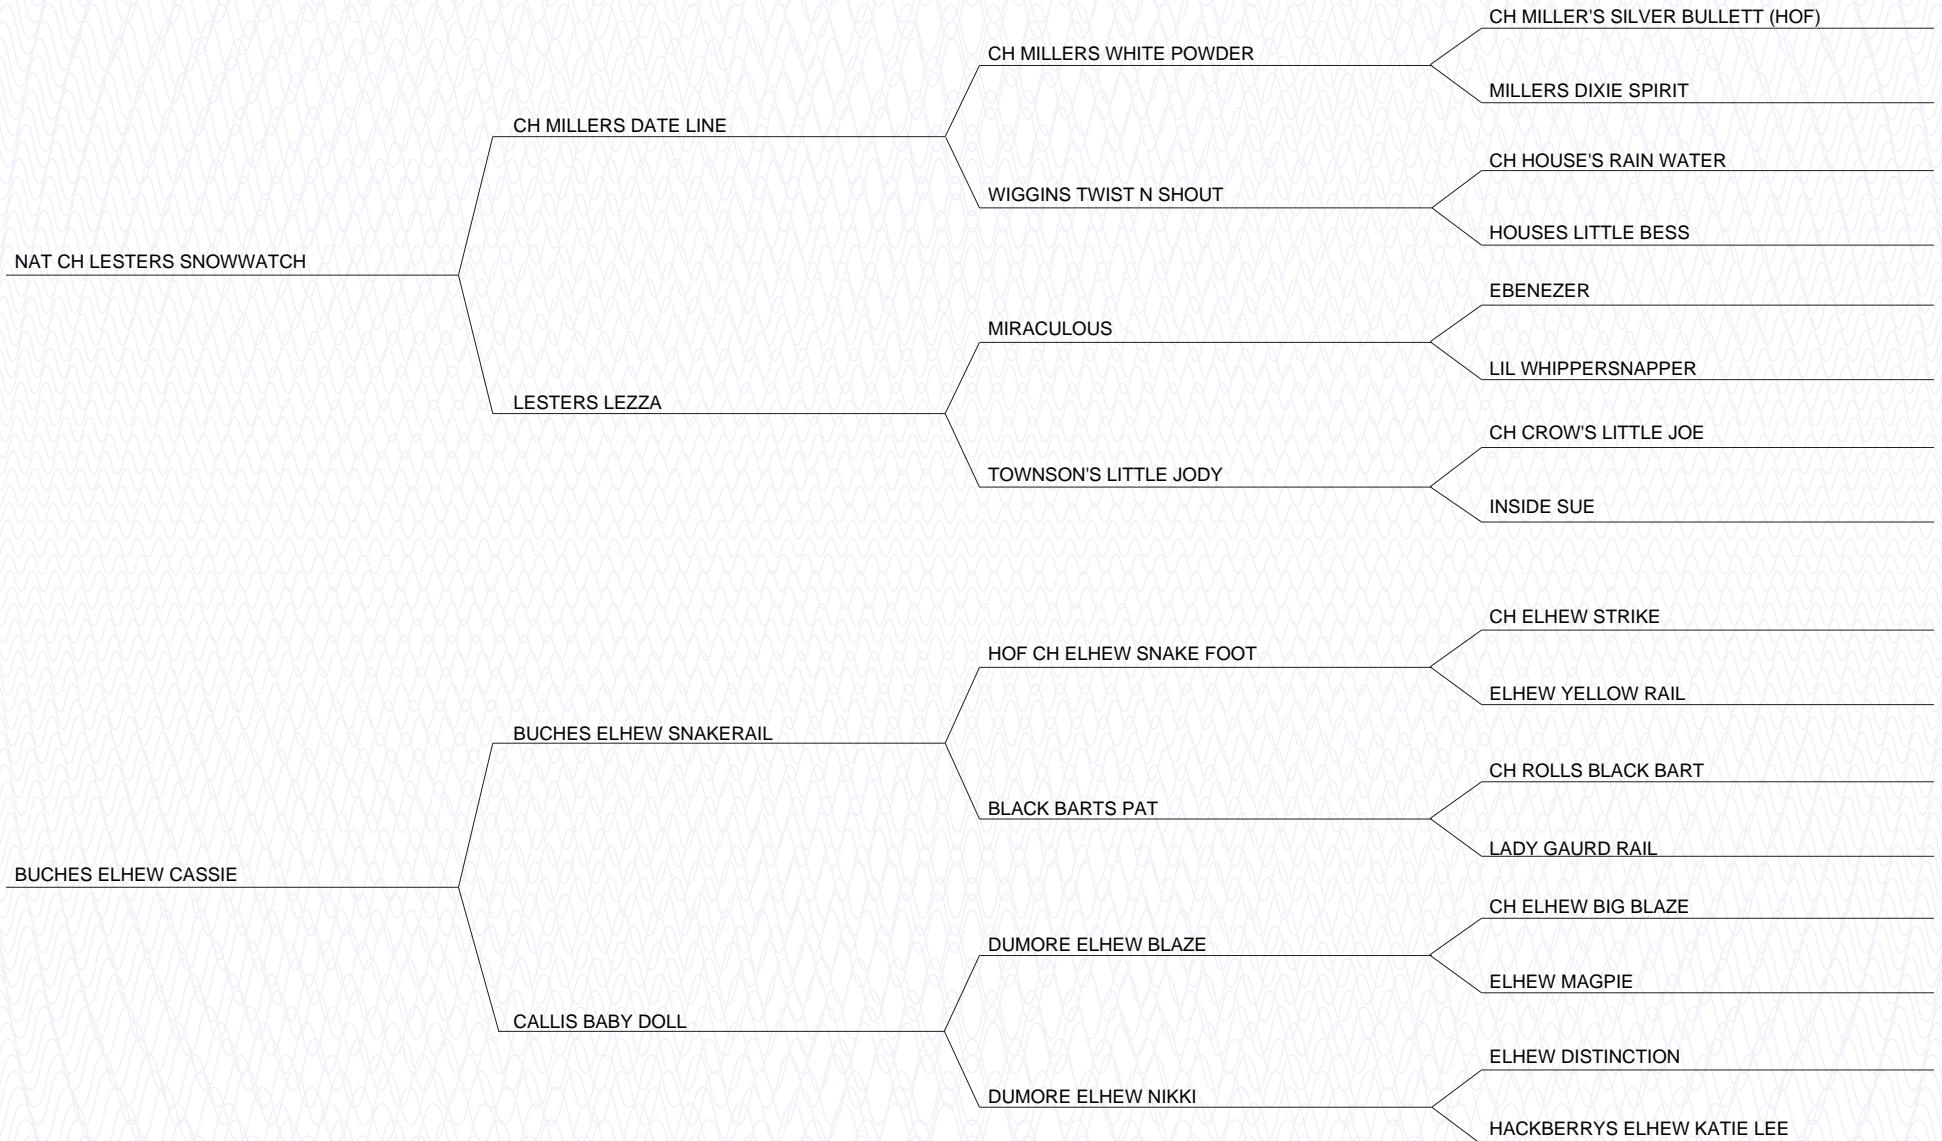 CH MILLER'S SILVER BULLETT (HOF)
CH MILLERS WHITE POWDER
MILLERS DIXIE SPIRIT
CH MILLERS DATE LINE
CH HOUSE'S RAIN WATER
WIGGINS TWIST N SHOUT
HOUSES LITTLE BESS
NAT CH LESTERS SNOWWATCH
EBENEZER
MIRACULOUS
LIL WHIPPERSNAPPER
LESTERS LEZZA
CH CROW'S LITTLE JOE
TOWNSON'S LITTLE JODY
INSIDE SUE
CH ELHEW STRIKE
HOF CH ELHEW SNAKE FOOT
ELHEW YELLOW RAIL
BUCHES ELHEW SNAKERAIL
CH ROLLS BLACK BART
BLACK BARTS PAT
LADY GAURD RAIL
BUCHES ELHEW CASSIE
CH ELHEW BIG BLAZE
DUMORE ELHEW BLAZE
ELHEW MAGPIE
CALLIS BABY DOLL
ELHEW DISTINCTION
DUMORE ELHEW NIKKI
HACKBERRYS ELHEW KATIE LEE